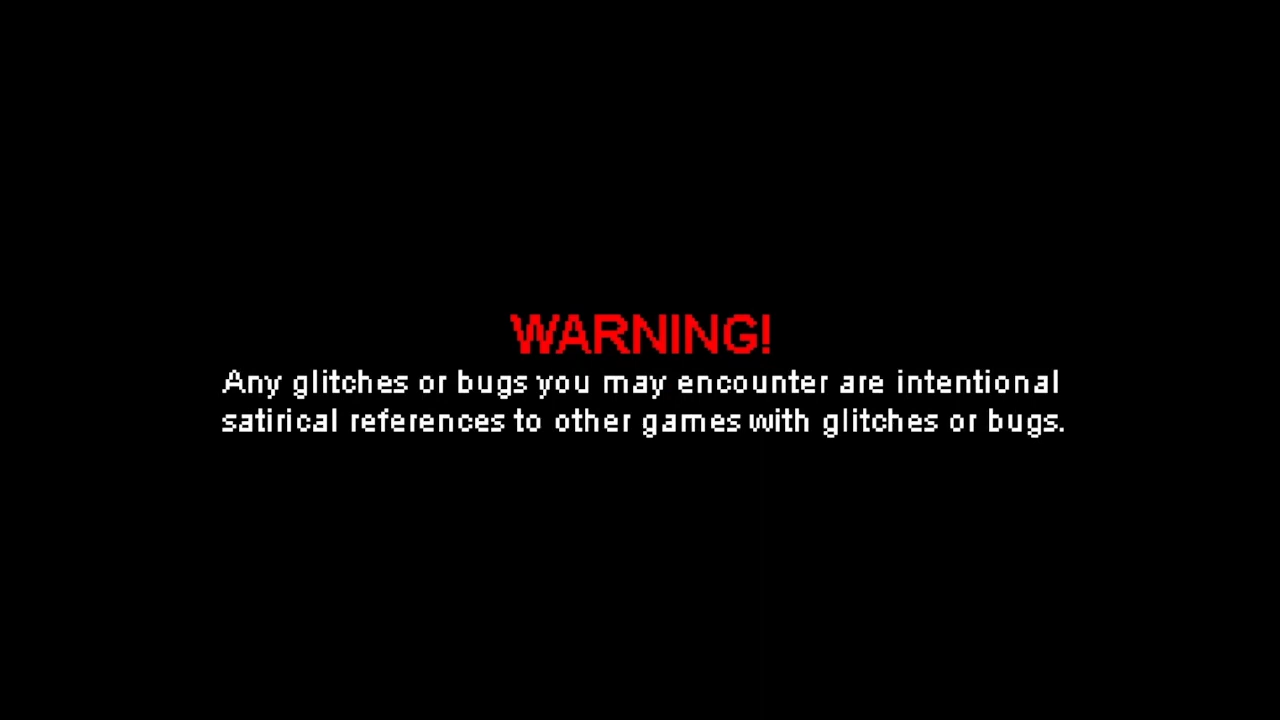 WARNING!
Any glitches or bugs you may encounter are intentional
satirical references to other games with glitches or bugs.